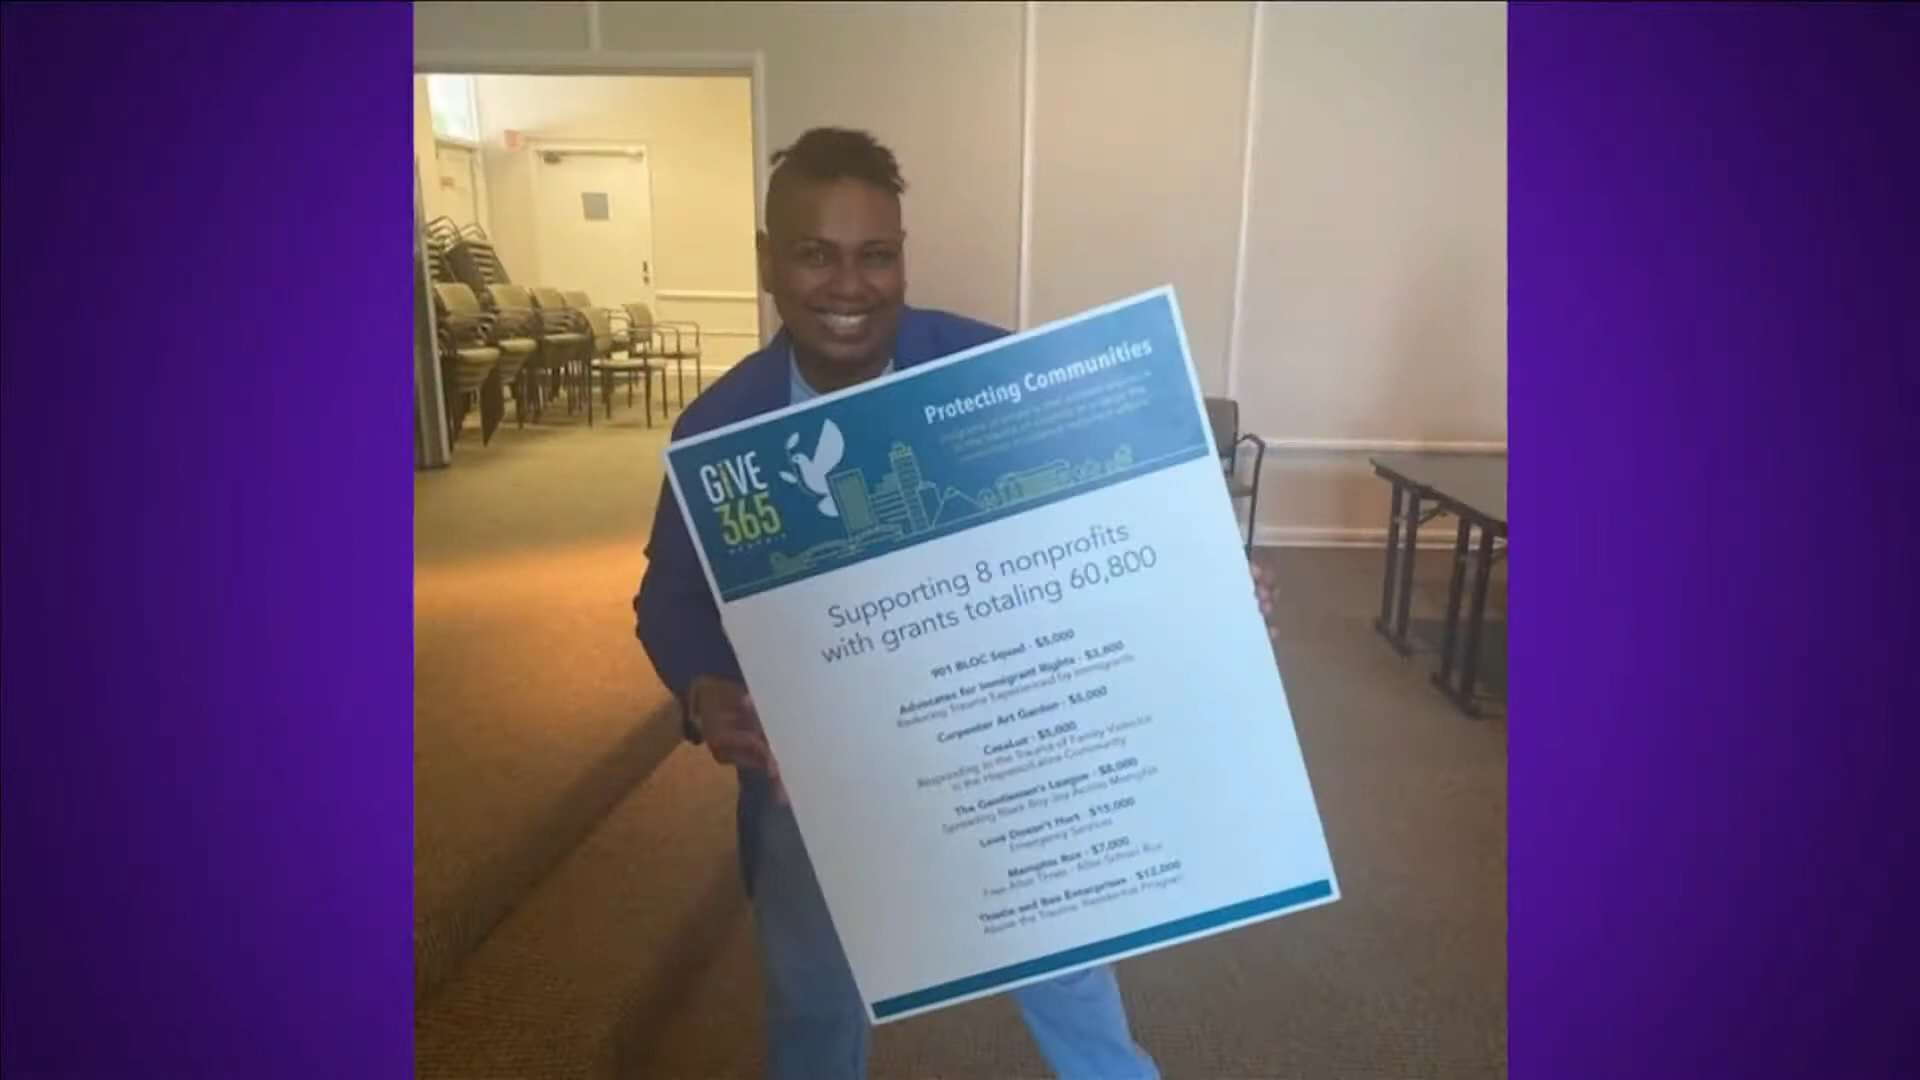 GIVE
365
MEMPHIS
Protecting Communities
Supporting 8 nonprofits
with grants totaling 60,800
901 BLOC Squad - $5,000
Advocates for Immigrant Rights - $3,800
Reducing Trauma Experienced by Immigrants
Carpenter Art Garden - $5,000
CasaLuz - $5,000
Responding to the Trauma of Family Violence
in the Hispanic/Latinx Community
The Gentlemen's League - $8,000
Spreading Black Boy Joy Across Memphis
Love Doesn't Hurt - $15,000
Emergency Services
Memphis Rox - $7,000
Free After Three - After School Rox
Thistle and Bee Enterprises - $12,000
the Trauma: Residential Program